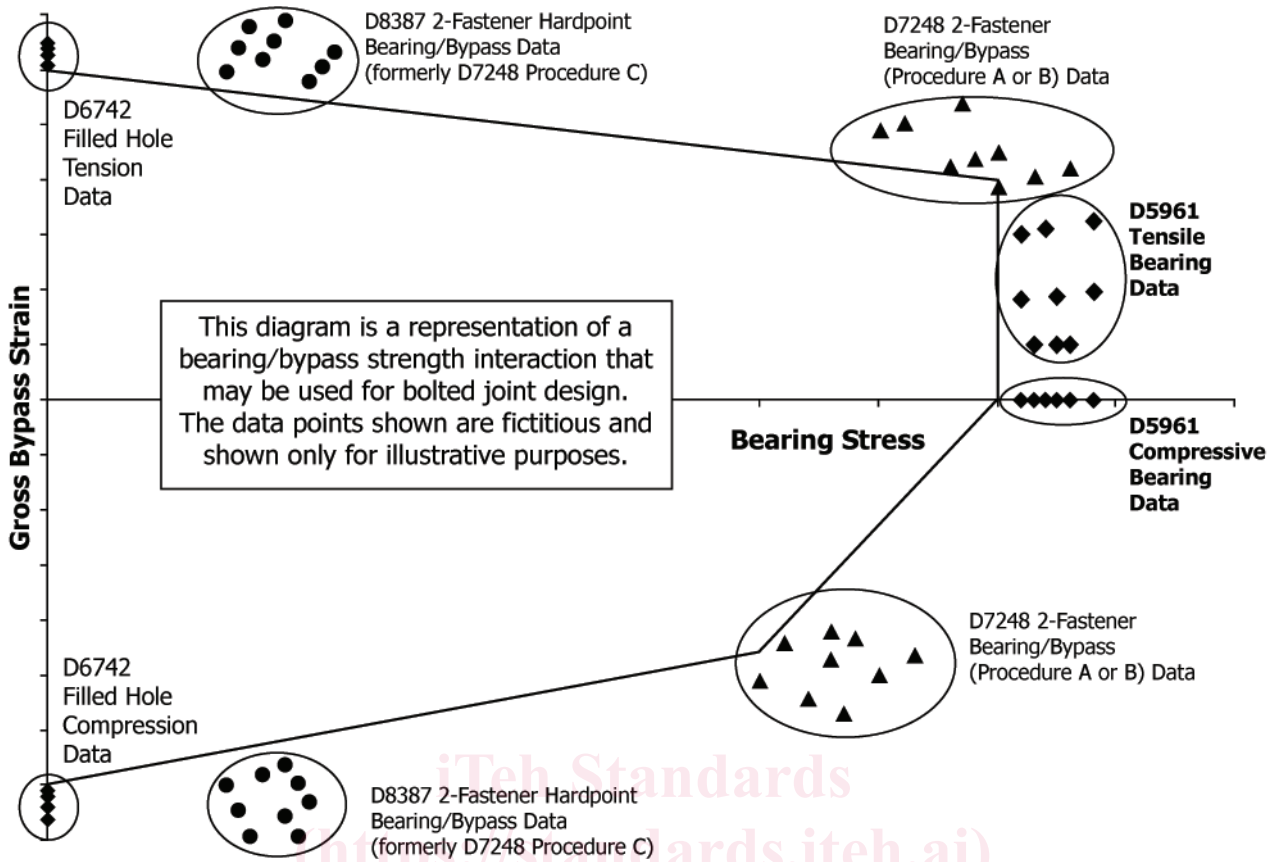 D8387 2-Fastener Hardpoint
Bearing/Bypass Data
(formerly D7248 Procedure C)
D7248 2-Fastener
Bearing/Bypass
(Procedure A or B) Data
D6742
Filled Hole
Tension
Data
D5961
Tensile
Bearing
Data
Gross Bypass Strain
This diagram is a representation of a
bearing/bypass strength interaction that
may be used for bolted joint design.
The data points shown are fictitious and
shown only for illustrative purposes.
Bearing Stress
D5961
Compressive
Bearing
Data
D7248 2-Fastener
Bearing/Bypass
(Procedure A or B) Data
D6742
Filled Hole
Compression
Data
D8387 2-Fastener Hardpoint
Bearing/Bypass Data
(formerly D7248 Procedure C)
iTeh Standards
(https://standards.iteh.ai)